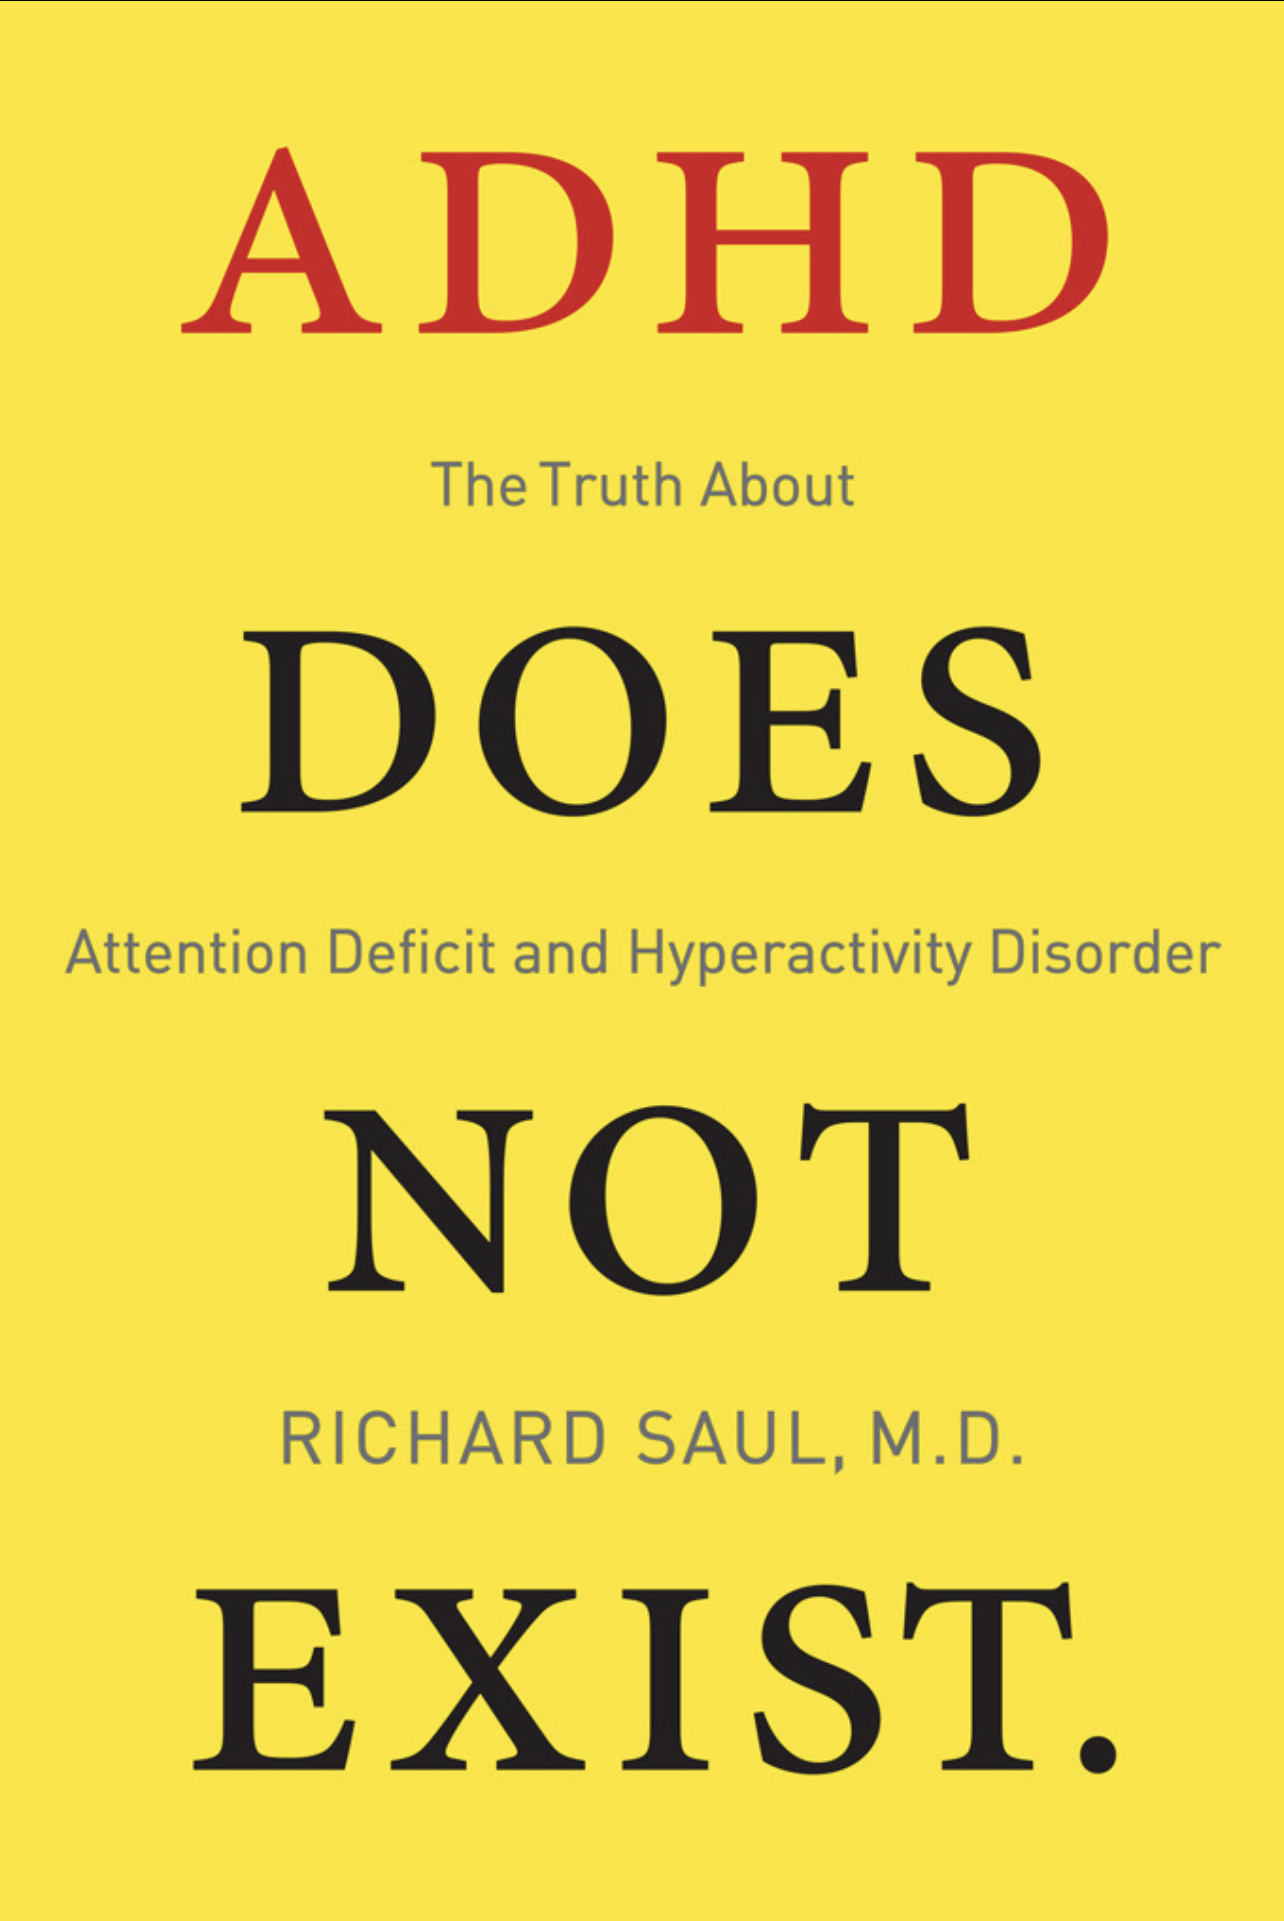 ADHD
The Truth About
DOES
Attention Deficit and Hyperactivity Disorder
NOT
RICHARD SAUL, M.D.
EXIST.